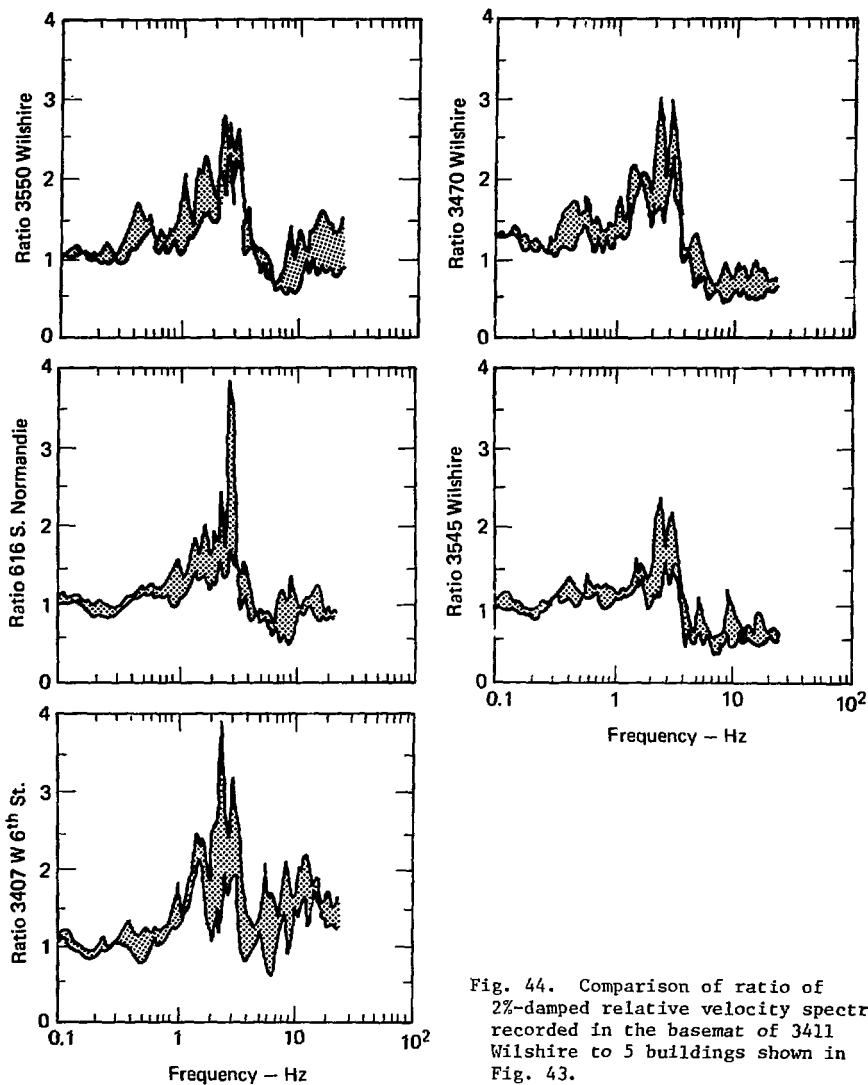 4
3
2
1
0
Ratio 3550 Wilshire
4
3
2
1
0
Ratio 3470 Wilshire
4
3
2
1
0
Ratio 616 S. Normandie
4
3
2
1
0
Ratio 3545 Wilshire
0.1 1 10 10²
Frequency – Hz
4
3
2
1
0
Ratio 3407 W 6th St.
0.1 1 10 10²
Frequency – Hz
Fig. 44. Comparison of ratio of
2%-damped relative velocity spectr
recorded in the basemat of 3411
Wilshire to 5 buildings shown in
Fig. 43.